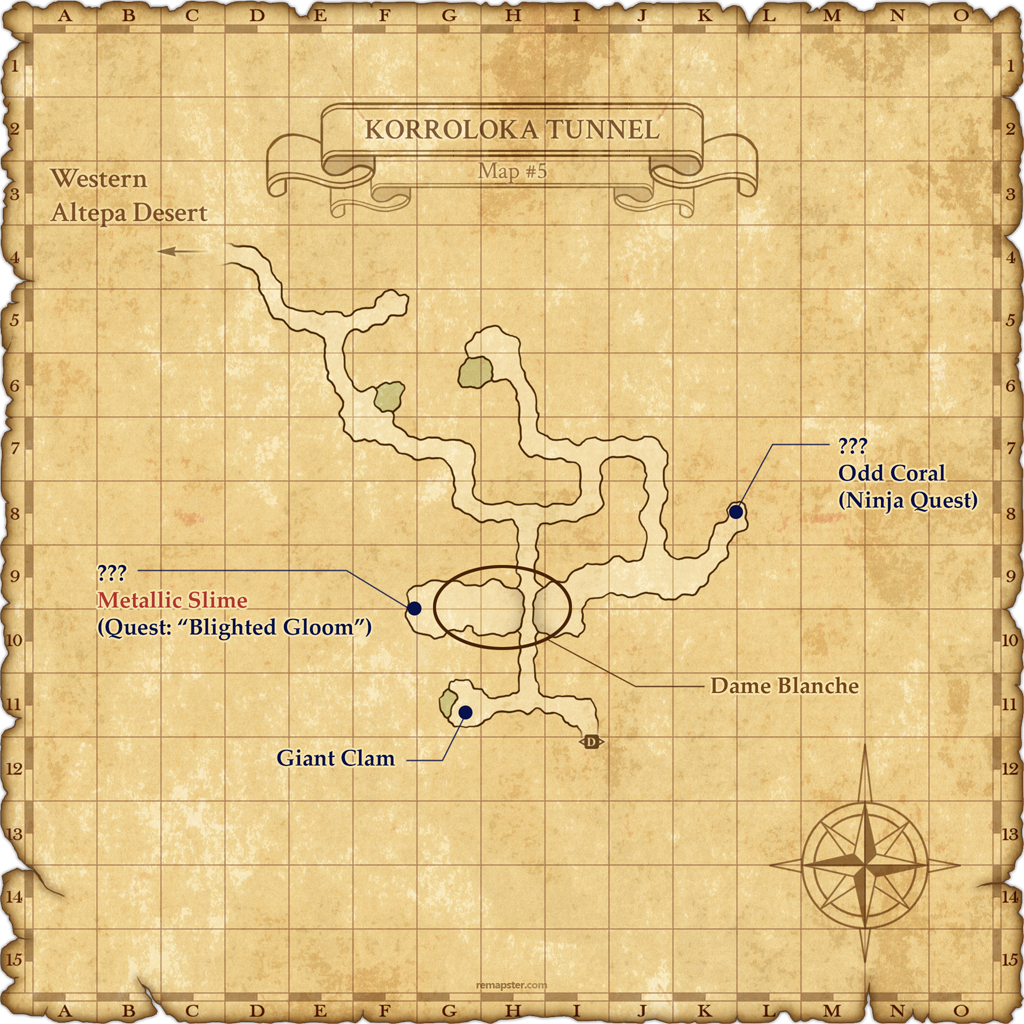 A B C D E F G H I J K L M N O
1 1
2 2
KORROLOKA TUNNEL
Map #5
3 3
Western
Altepa Desert
4 4
5 5
6 6
7 7
???
Odd Coral
(Ninja Quest)
8 8
9 9
???
Metallic Slime
(Quest: “Blighted Gloom”)
10 10
Dame Blanche
11 11
D
Giant Clam
12 12
13 13
14 14
15 15
remapster.com
A B C D E F G H I J K L M N O